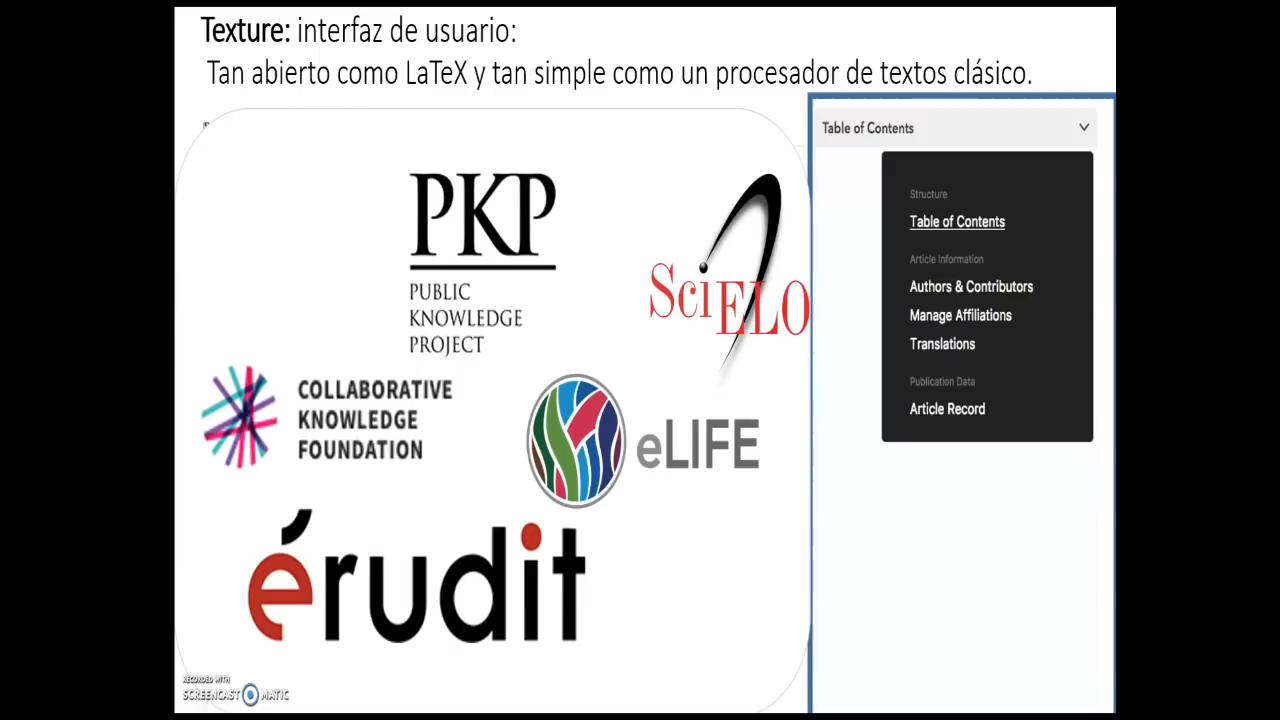 Texture: interfaz de usuario:
Tan abierto como LaTeX y tan simple como un procesador de textos clásico.
PKP
PUBLIC
KNOWLEDGE
PROJECT
SciELO
COLLABORATIVE
KNOWLEDGE
FOUNDATION
eLIFE
érudit
RECORDED WITH
SCREENCAST MATIC
Table of Contents
Structure
Table of Contents
Article Information
Authors & Contributors
Manage Affiliations
Translations
Publication Data
Article Record